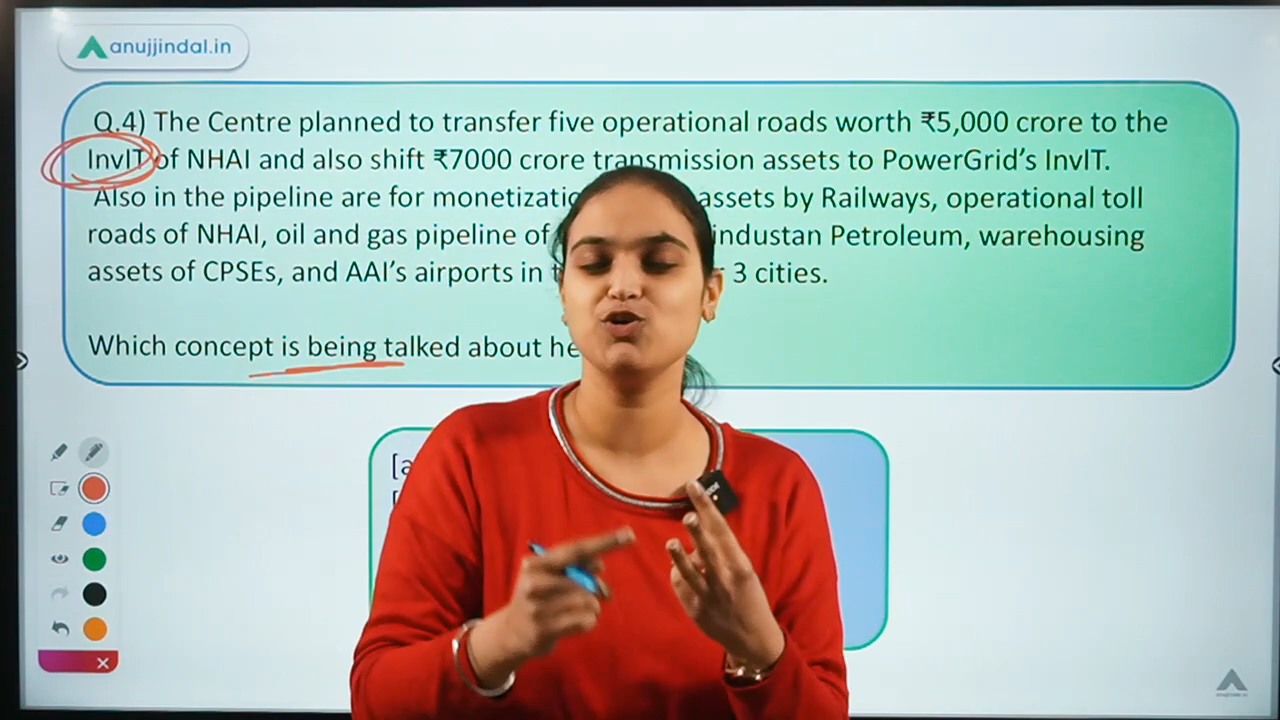 anujjindal.in
Q.4) The Centre planned to transfer five operational roads worth ₹5,000 crore to the
InvIT of NHAI and also shift ₹7000 crore transmission assets to PowerGrid's InvIT.
Also in the pipeline are for monetizatio assets by Railways, operational toll
roads of NHAI, oil and gas pipeline of industan Petroleum, warehousing
assets of CPSEs, and AAI's airports in 3 cities.
Which concept is being talked about he
[a